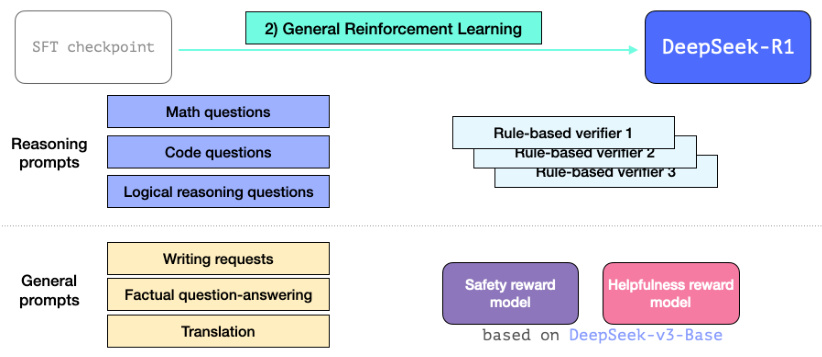 SFT checkpoint
2) General Reinforcement Learning
DeepSeek-R1
Reasoning
prompts
Math questions
Code questions
Logical reasoning questions
Rule-based verifier 1
Rule-based verifier 2
Rule-based verifier 3
General
prompts
Writing requests
Factual question-answering
Translation
Safety reward
model
Helpfulness reward
model
based on DeepSeek-v3-Base